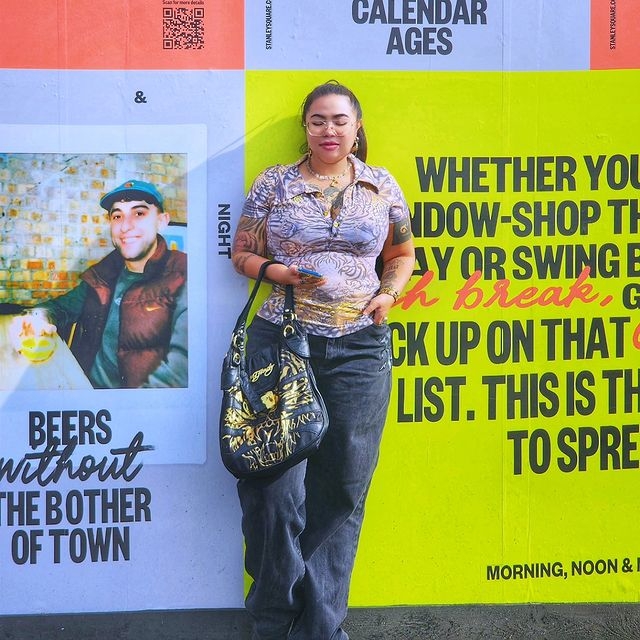 Scan for more details
STANLEYSQUARE.C
CALENDAR
AGES
STANLEYSQUARE.C
&
NIGHT
BEERS
without
THE BOTHER
OF TOWN
WHETHER YOU
NDOW-SHOP TH
AY OR SWING B
h break, G
CK UP ON THAT
LIST. THIS IS TH
TO SPRE
MORNING, NOON &